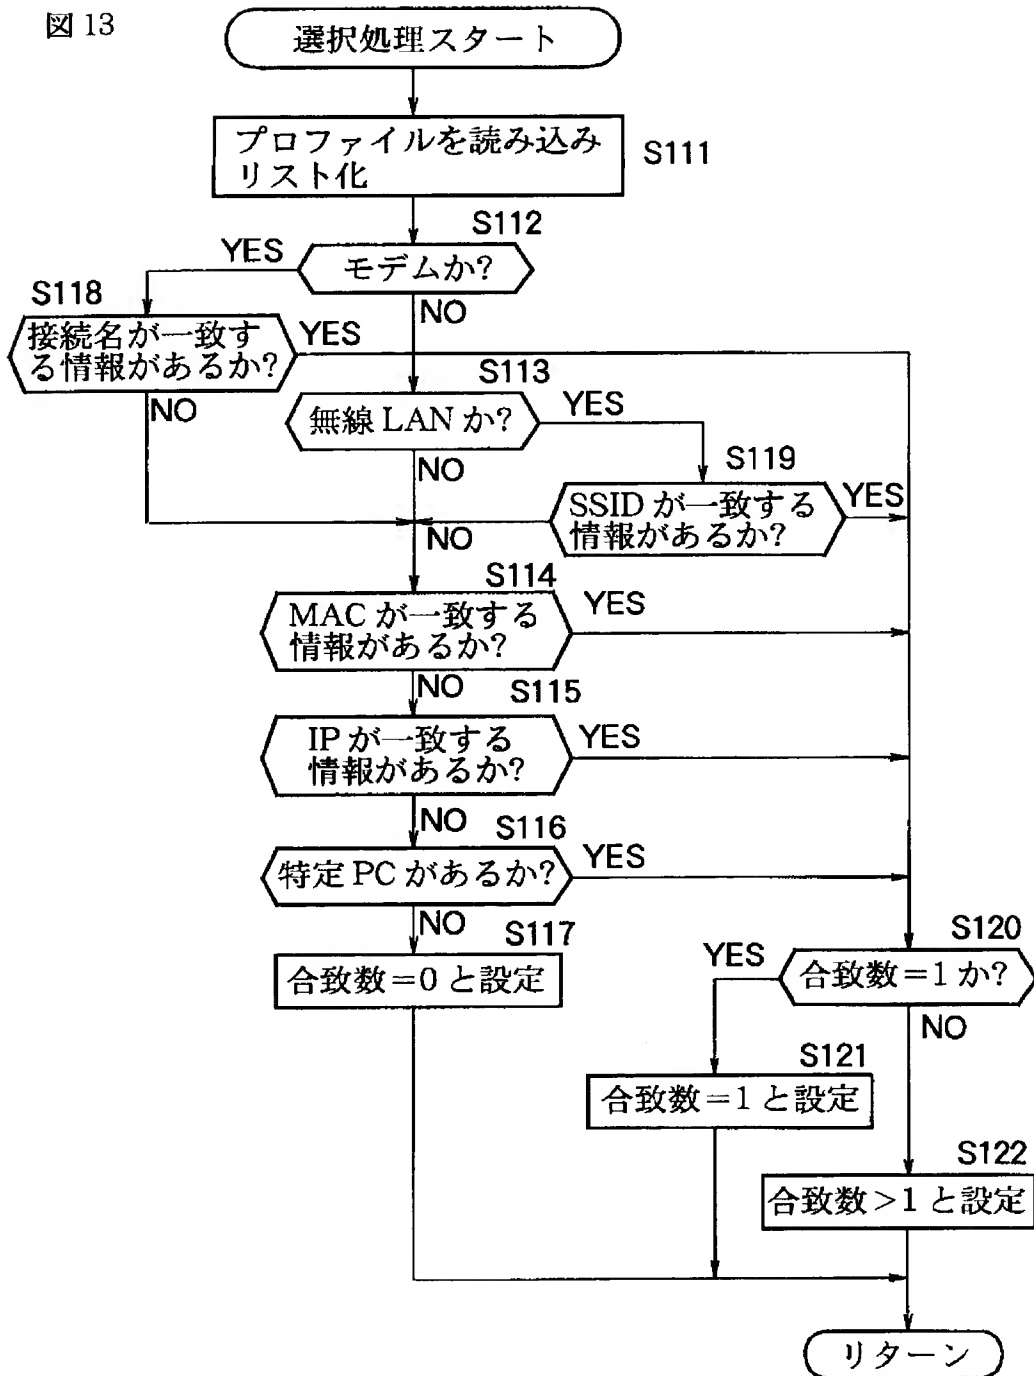 図 13
選択処理スタート
プロファイルを読み込み
リスト化
S111
S112
YES
モデムか?
NO
S118
接続名が一致す
る情報があるか?
YES
NO
S113
無線 LAN か?
YES
NO
S119
SSID が一致する
情報があるか?
YES
NO
S114
MAC が一致する
情報があるか?
YES
NO
S115
IP が一致する
情報があるか?
YES
NO
S116
特定 PC があるか?
YES
NO
S117
合致数=0 と設定
S120
YES
合致数=1 か?
NO
S121
合致数=1 と設定
S122
合致数>1 と設定
リターン